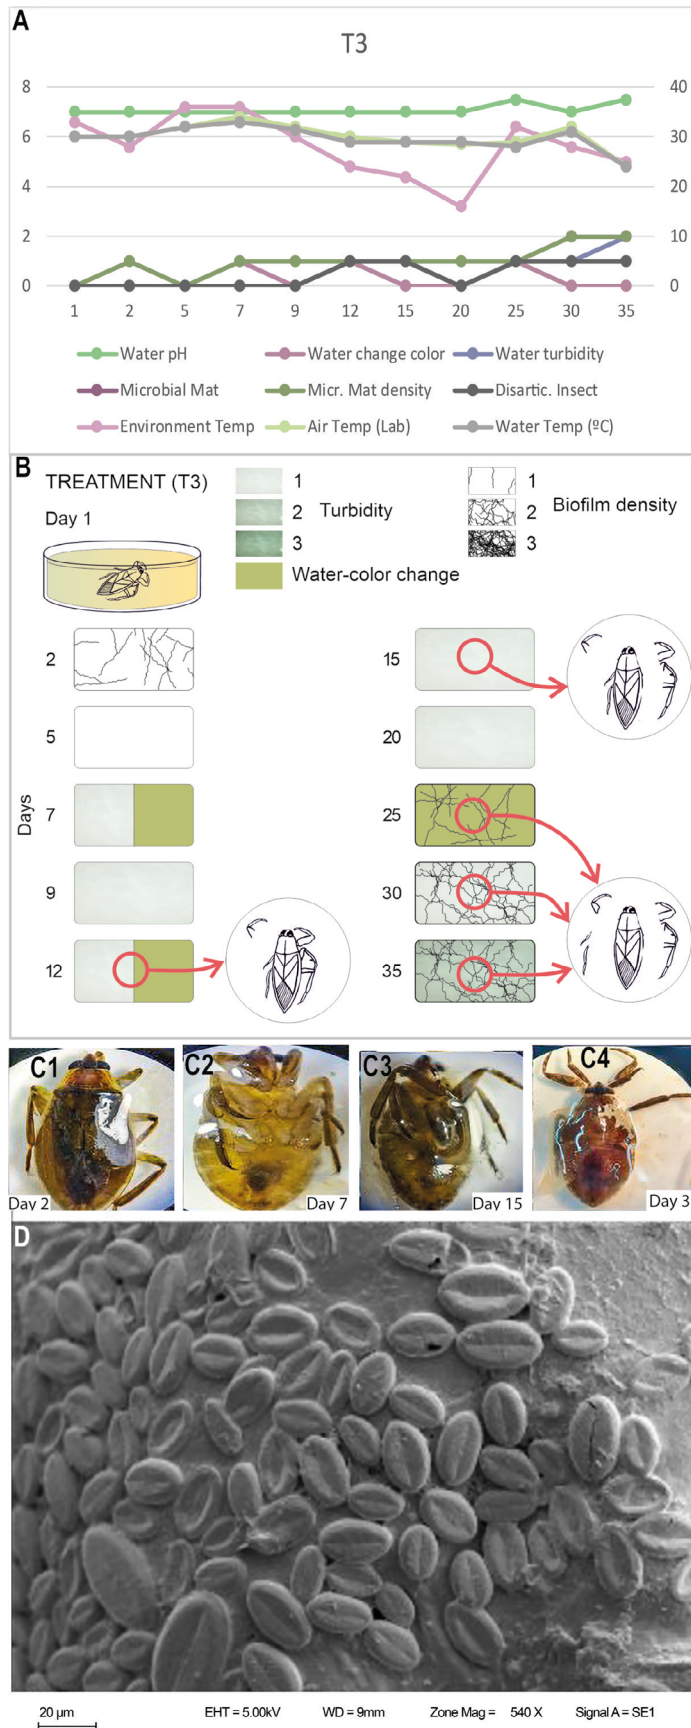 A
T3
8 40
6 30
4 20
2 10
0 0
1 2 5 7 9 12 15 20 25 30 35
Water pH Water change color Water turbidity
Microbial Mat Micr. Mat density Disartic. Insect
Environment Temp Air Temp (Lab) Water Temp (ºC)
B
TREATMENT (T3)
Day 1
1
2 Turbidity
3
Water-color change
1
2 Biofilm density
3
Days
2
5
7
9
12
15
20
25
30
35
C1
Day 2
C2
Day 7
C3
Day 15
C4
Day 3
D
20 µm EHT = 5.00kV WD = 9mm Zone Mag = 540 X Signal A = SE1